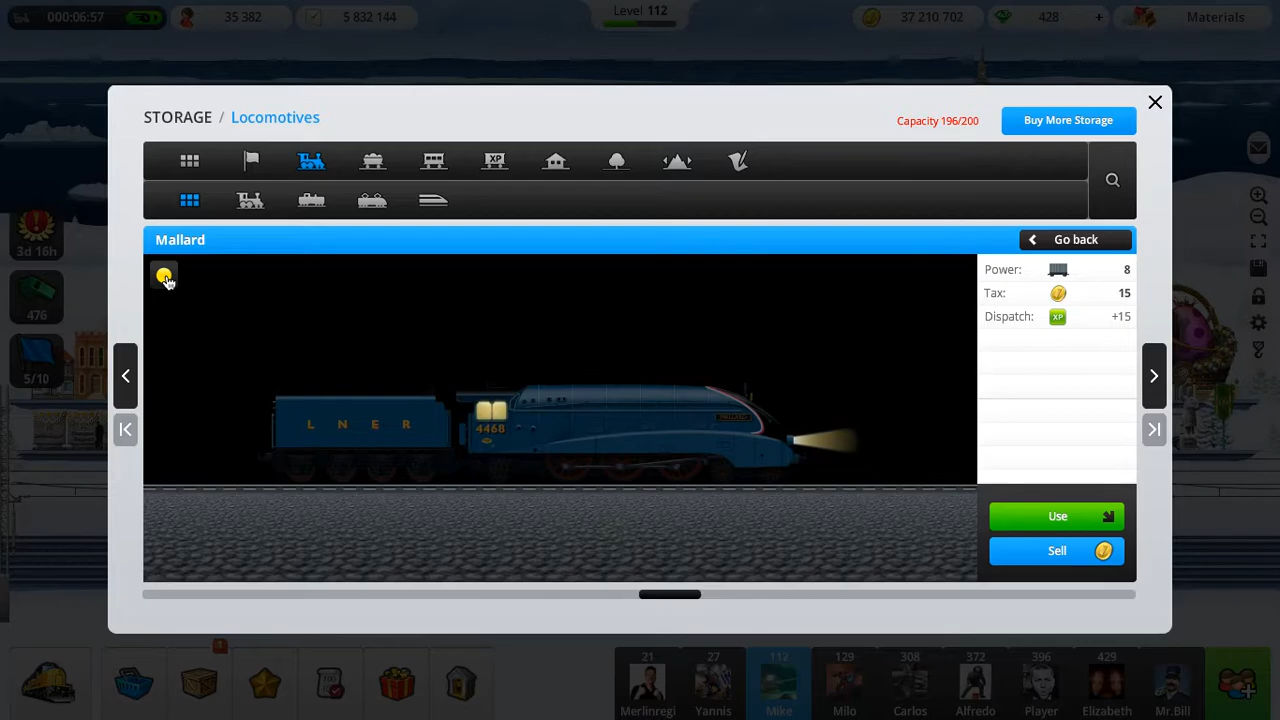 000:06:57
35 382
5 832 144
Level 112
37 210 702
428 +
Materials
STORAGE / Locomotives
Capacity 196/200
Buy More Storage
XP
Mallard
Go back
Power: 8
Tax: 15
Dispatch: XP +15
L N E R
4468
3d 16h
476
5/10
Use
Sell
1
21
27
112
129
308
372
396
429
Merlinregi
Yannis
Mike
Milo
Carlos
Alfredo
Player
Elizabeth
Mr.Bill